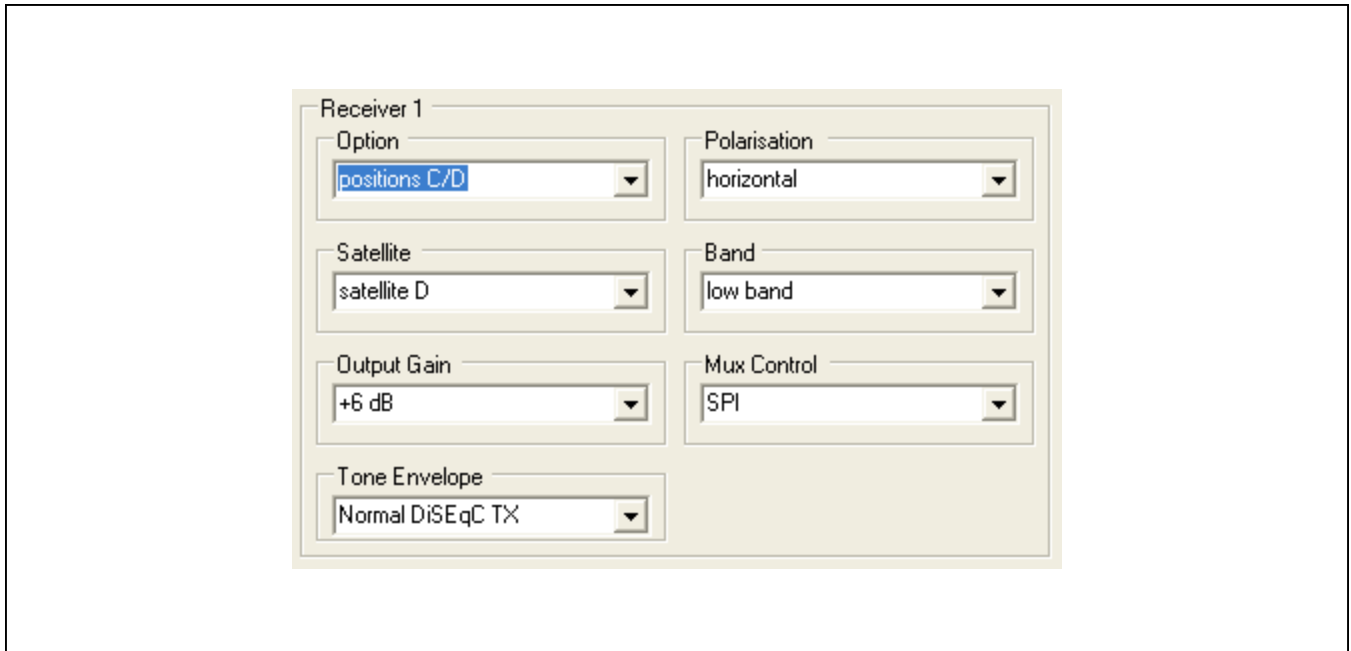 Receiver 1
Option
positions C/D
Polarisation
horizontal
Satellite
satellite D
Band
low band
Output Gain
+6 dB
Mux Control
SPI
Tone Envelope
Normal DiSEqC TX